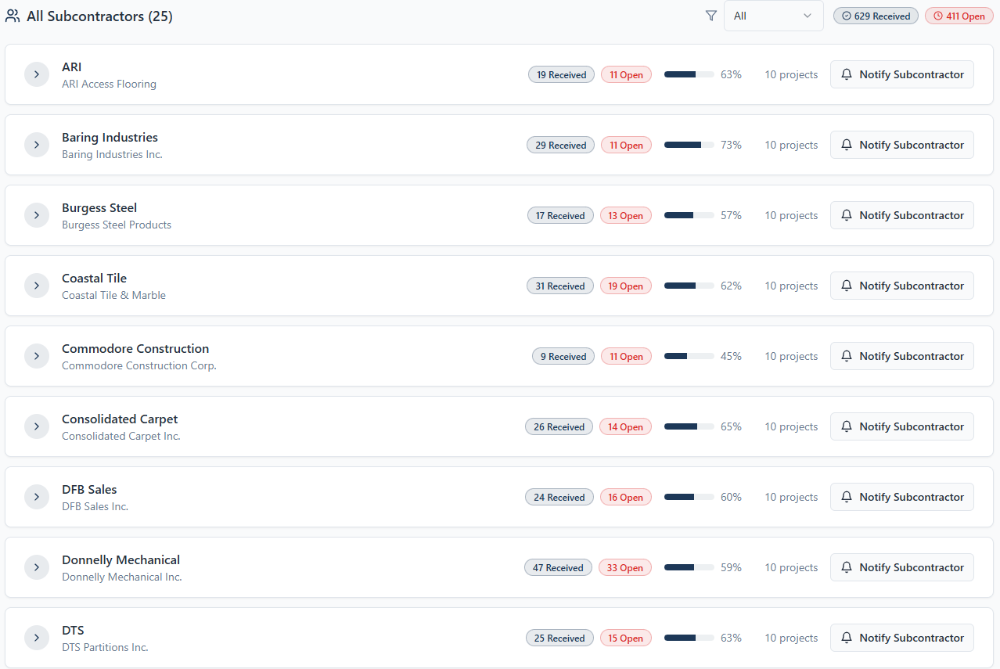 All Subcontractors (25)
All
629 Received
411 Open
ARI
ARI Access Flooring
19 Received
11 Open
63%
10 projects
Notify Subcontractor
Baring Industries
Baring Industries Inc.
29 Received
11 Open
73%
10 projects
Notify Subcontractor
Burgess Steel
Burgess Steel Products
17 Received
13 Open
57%
10 projects
Notify Subcontractor
Coastal Tile
Coastal Tile & Marble
31 Received
19 Open
62%
10 projects
Notify Subcontractor
Commodore Construction
Commodore Construction Corp.
9 Received
11 Open
45%
10 projects
Notify Subcontractor
Consolidated Carpet
Consolidated Carpet Inc.
26 Received
14 Open
65%
10 projects
Notify Subcontractor
DFB Sales
DFB Sales Inc.
24 Received
16 Open
60%
10 projects
Notify Subcontractor
Donnelly Mechanical
Donnelly Mechanical Inc.
47 Received
33 Open
59%
10 projects
Notify Subcontractor
DTS
DTS Partitions Inc.
25 Received
15 Open
63%
10 projects
Notify Subcontractor